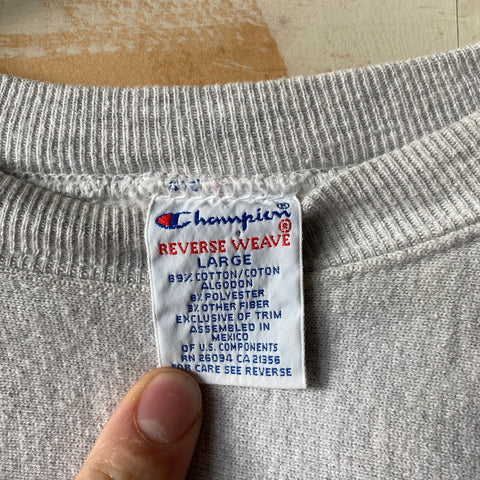 Champion®
REVERSE WEAVE®
LARGE
89% COTTON/COTON
ALGODON
8% POLYESTER
3% OTHER FIBER
EXCLUSIVE OF TRIM
ASSEMBLED IN
MEXICO
OF U.S. COMPONENTS
RN 26094 CA 21356
FOR CARE SEE REVERSE